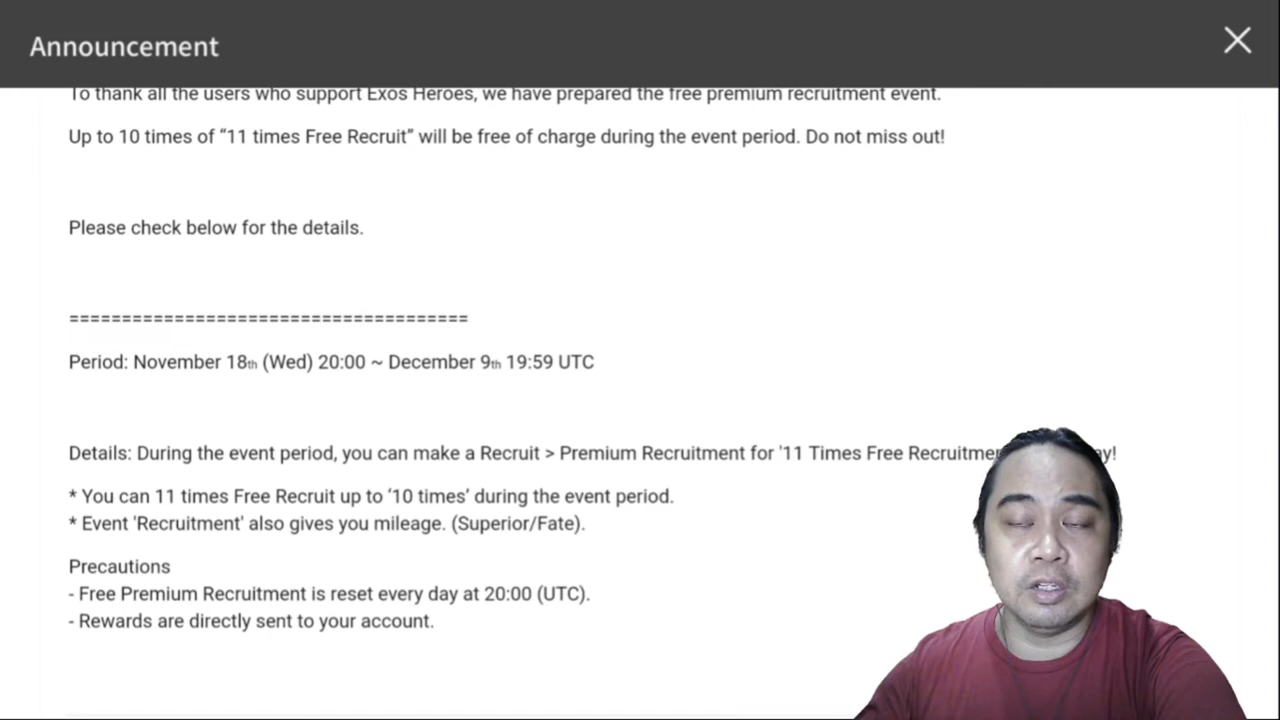 Announcement
To thank all the users who support Exos Heroes, we have prepared the free premium recruitment event.
Up to 10 times of “11 times Free Recruit” will be free of charge during the event period. Do not miss out!
Please check below for the details.
======================================
Period: November 18th (Wed) 20:00 ~ December 9th 19:59 UTC
Details: During the event period, you can make a Recruit > Premium Recruitment for '11 Times Free
* You can 11 times Free Recruit up to ‘10 times’ during the event period.
* Event 'Recruitment' also gives you mileage. (Superior/Fate).
Precautions
- Free Premium Recruitment is reset every day at 20:00 (UTC).
- Rewards are directly sent to your account.